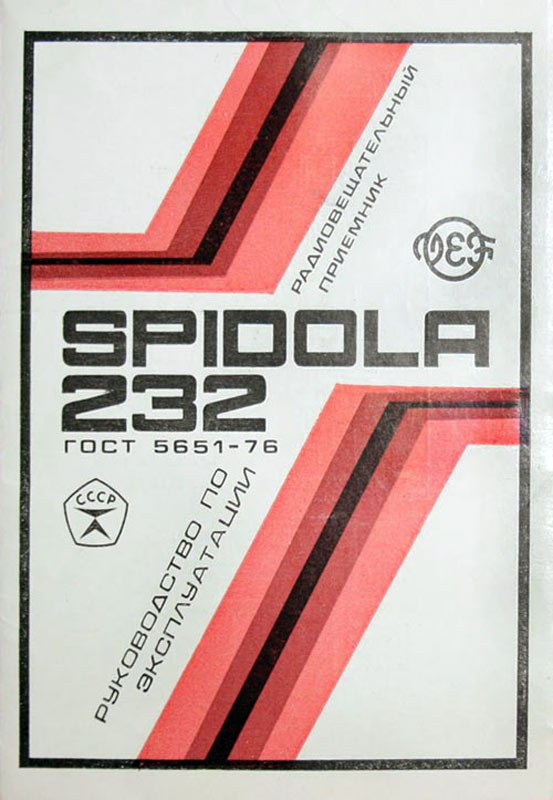 РАДИОВЕЩАТЕЛЬНЫЙ
ПРИЕМНИК
VEF
SPIDOLA
232
ГОСТ 5651-76
СССР
РУКОВОДСТВО ПО
ЭКСПЛУАТАЦИИ